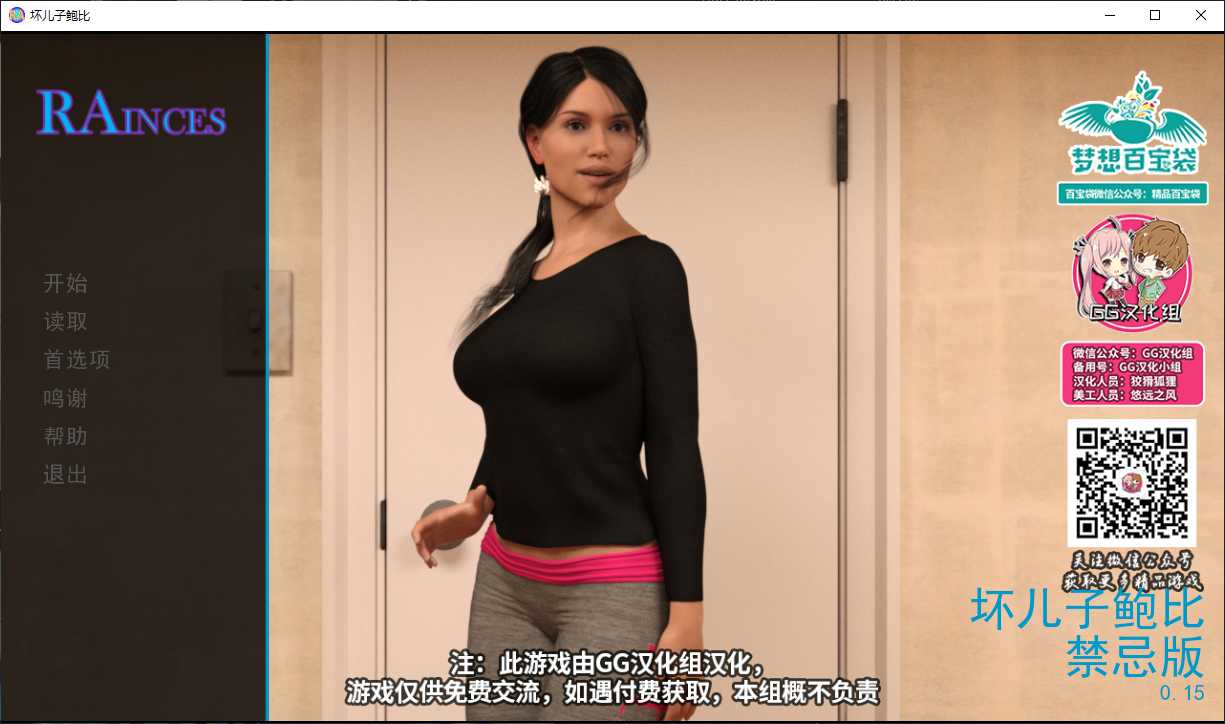 坏儿子鲍比
RAINCES
开始
读取
首选项
鸣谢
帮助
退出
梦想百宝袋
百宝袋微信公众号：精品百宝袋
GG汉化组
微信公众号：GG汉化组
备用号：GG汉化小组
汉化人员：狡猾狐狸
美工人员：悠远之风
关注微信公众号
获取更多精品游戏
坏儿子鲍比
禁忌版
0.15
注：此游戏由GG汉化组汉化，
游戏仅供免费交流，如遇付费获取，本组概不负责